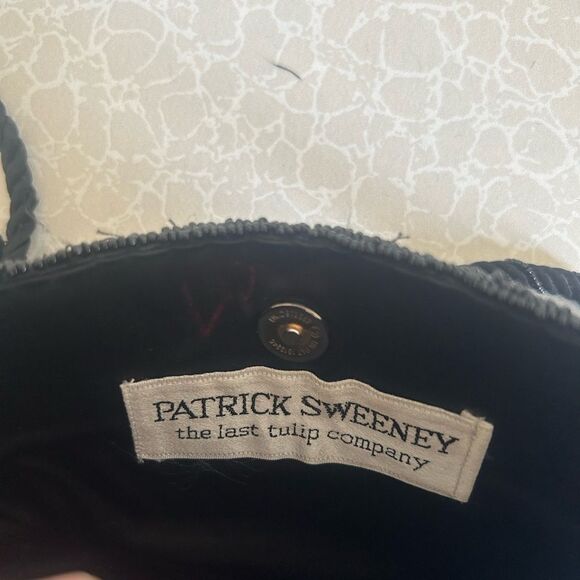 PATRICK SWEENEY
the last tulip company